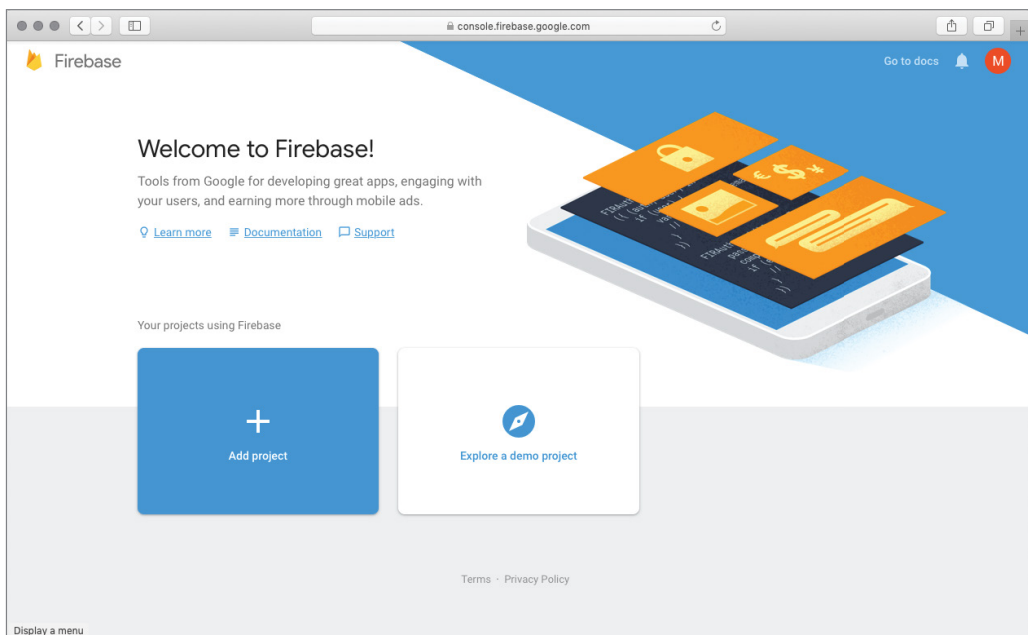 console.firebase.google.com
Firebase
Go to docs
M
Welcome to Firebase!
Tools from Google for developing great apps, engaging with
your users, and earning more through mobile ads.
Learn more Documentation Support
Your projects using Firebase
Add project
Explore a demo project
Terms · Privacy Policy
Display a menu